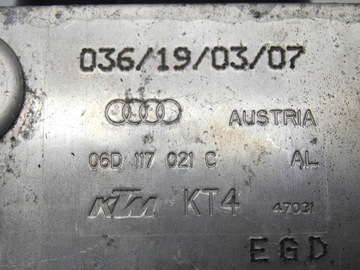 036/19/03/07
AUSTRIA
06D 117 021 C AL
KTM KT4 47031
EGD